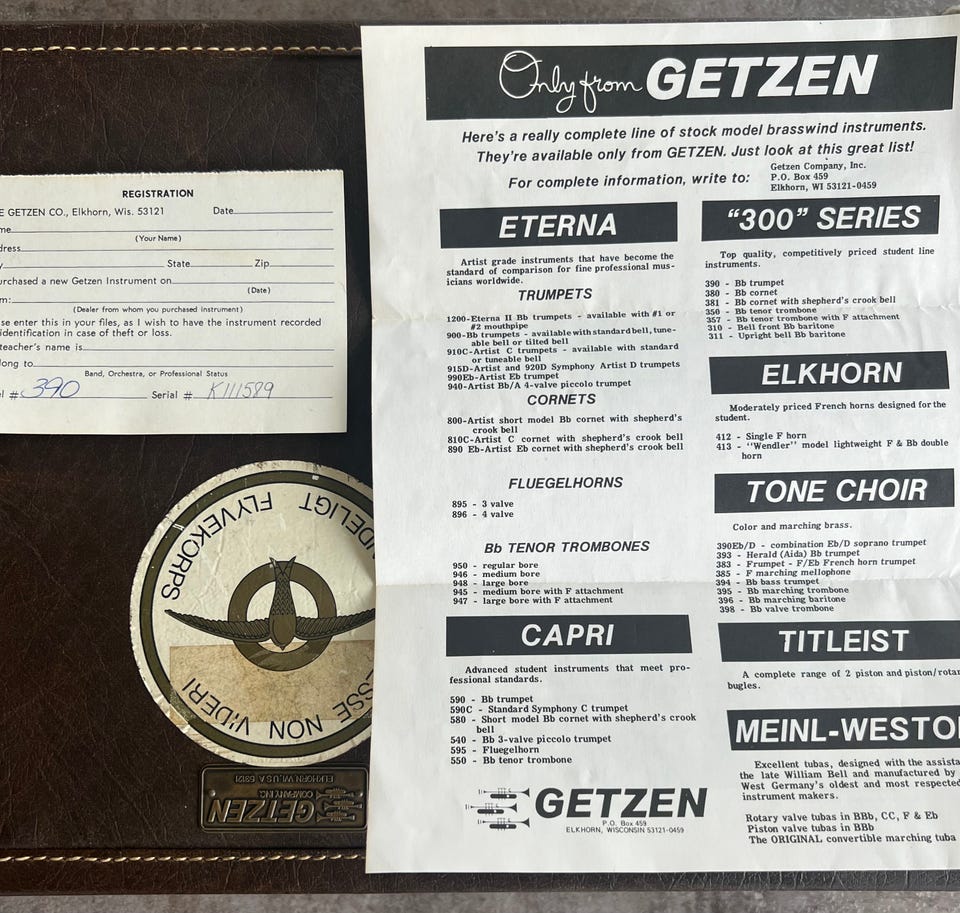 REGISTRATION
E GETZEN CO., Elkhorn, Wis. 53121 Date
me
(Your Name)
dress
y State Zip
urchased a new Getzen Instrument on
(Date)
m:
(Dealer from whom you purchased Instrument)
se enter this in your files, as I wish to have the instrument recorded
identification in case of theft or loss.
teacher's name is
long to
Band, Orchestra, or Professional Status
el # 390 Serial # K111589
DELIGT FLYVEKORPS
ESSE NON VIDERI
GETZEN
COMPANY, INC.
ELKHORN WI., U.S.A. 53121
Only from GETZEN
Here's a really complete line of stock model brasswind instruments.
They're available only from GETZEN. Just look at this great list!
For complete information, write to:
Getzen Company, Inc.
P.O. Box 459
Elkhorn, WI 53121-0459
ETERNA
Artist grade instruments that have become the
standard of comparison for fine professional mus-
icians worldwide.
TRUMPETS
1200-Eterna II Bb trumpets - available with #1 or
#2 mouthpipe
900-Bb trumpets - available with standard bell, tune-
able bell or tilted bell
910C-Artist C trumpets - available with standard
or tuneable bell
915D-Artist and 920D Symphony Artist D trumpets
990Eb-Artist Eb trumpet
940-Artist Bb/A 4-valve piccolo trumpet
CORNETS
800-Artist short model Bb cornet with shepherd's
crook bell
810C-Artist C cornet with shepherd's crook bell
890 Eb-Artist Eb cornet with shepherd's crook bell
FLUEGELHORNS
895 - 3 valve
896 - 4 valve
Bb TENOR TROMBONES
950 - regular bore
946 - medium bore
948 - large bore
945 - medium bore with F attachment
947 - large bore with F attachment
CAPRI
Advanced student instruments that meet pro-
fessional standards.
590 - Bb trumpet
590C - Standard Symphony C trumpet
580 - Short model Bb cornet with shepherd's crook
bell
540 - Bb 3-valve piccolo trumpet
595 - Fluegelhorn
550 - Bb tenor trombone
GETZEN
P.O. Box 459
ELKHORN, WISCONSIN 53121-0459
"300" SERIES
Top quality, competitively priced student line
instruments.
390 - Bb trumpet
380 - Bb cornet
381 - Bb cornet with shepherd's crook bell
350 - Bb tenor trombone
357 - Bb tenor trombone with F attachment
310 - Bell front Bb baritone
311 - Upright bell Bb baritone
ELKHORN
Moderately priced French horns designed for the
student.
412 - Single F horn
413 - "Wendler" model lightweight F & Bb double
horn
TONE CHOIR
Color and marching brass.
390Eb/D - combination Eb/D soprano trumpet
393 - Herald (Aida) Bb trumpet
383 - Frumpet - F/Eb French horn trumpet
385 - F marching mellophone
394 - Bb bass trumpet
395 - Bb marching trombone
396 - Bb marching baritone
398 - Bb valve trombone
TITLEIST
A complete range of 2 piston and piston/rotar
bugles.
MEINL-WESTO
Excellent tubas, designed with the assista
the late William Bell and manufactured by
West Germany's oldest and most respected
instrument makers.
Rotary valve tubas in BBb, CC, F & Eb
Piston valve tubas in BBb
The ORIGINAL convertible marching tuba